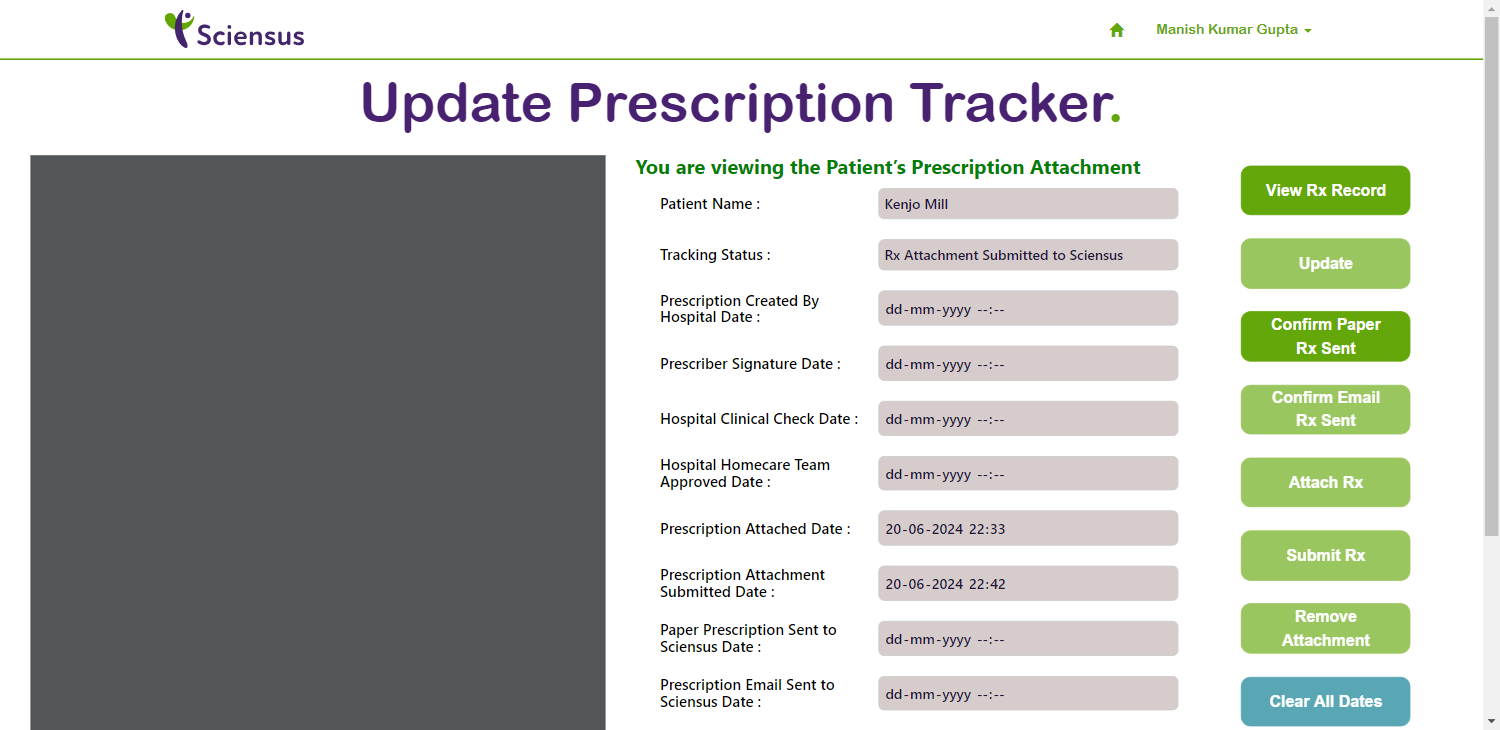 Sciensus
Manish Kumar Gupta
Update Prescription Tracker.
You are viewing the Patient's Prescription Attachment
Patient Name :
Kenjo Mill
Tracking Status :
Rx Attachment Submitted to Sciensus
Prescription Created By
Hospital Date :
dd-mm-yyyy --:--
Prescriber Signature Date :
dd-mm-yyyy --:--
Hospital Clinical Check Date :
dd-mm-yyyy --:--
Hospital Homecare Team
Approved Date :
dd-mm-yyyy --:--
Prescription Attached Date :
20-06-2024 22:33
Prescription Attachment
Submitted Date :
20-06-2024 22:42
Paper Prescription Sent to
Sciensus Date :
dd-mm-yyyy --:--
Prescription Email Sent to
Sciensus Date :
dd-mm-yyyy --:--
View Rx Record
Update
Confirm Paper
Rx Sent
Confirm Email
Rx Sent
Attach Rx
Submit Rx
Remove
Attachment
Clear All Dates